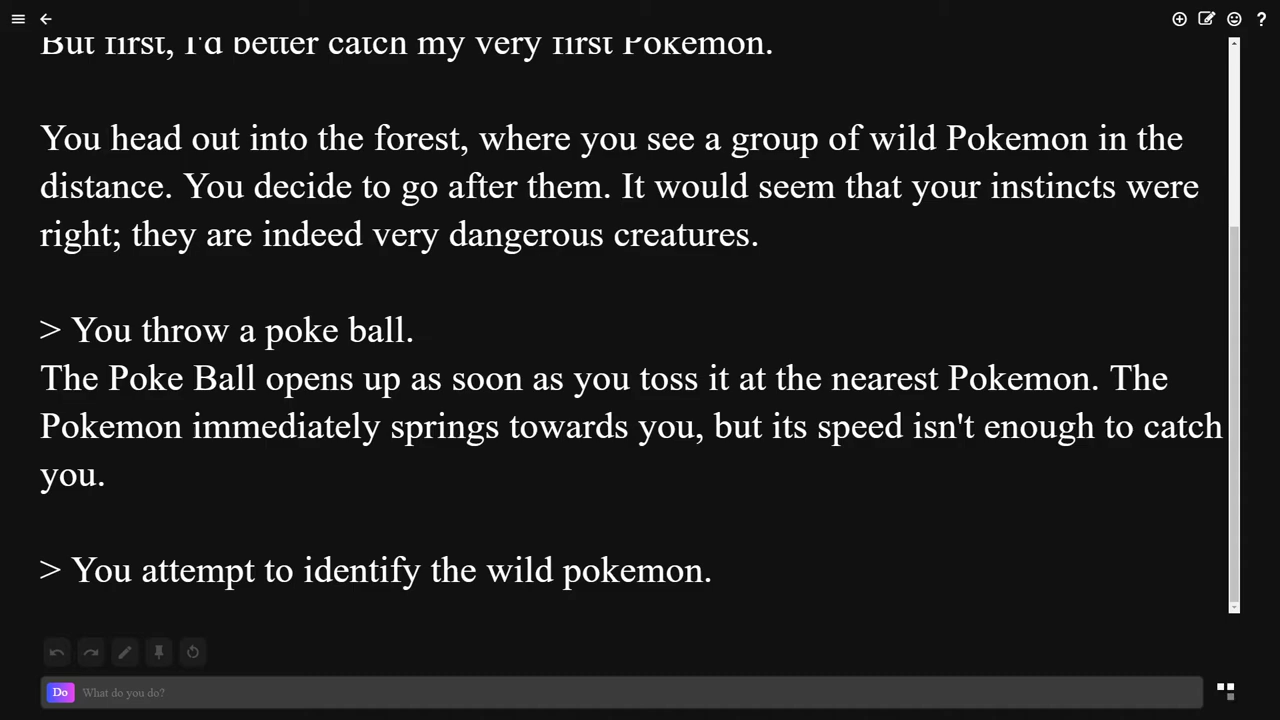 But first, I'd better catch my very first Pokemon.
You head out into the forest, where you see a group of wild Pokemon in the
distance. You decide to go after them. It would seem that your instincts were
right; they are indeed very dangerous creatures.
> You throw a poke ball.
The Poke Ball opens up as soon as you toss it at the nearest Pokemon. The
Pokemon immediately springs towards you, but its speed isn't enough to catch
you.
> You attempt to identify the wild pokemon.
Do What do you do?